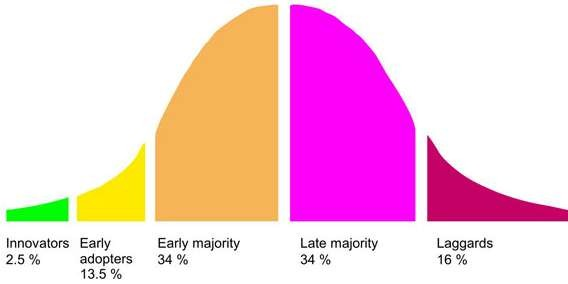 Innovators
2.5 %
Early
adopters
13.5 %
Early majority
34 %
Late majority
34 %
Laggards
16 %